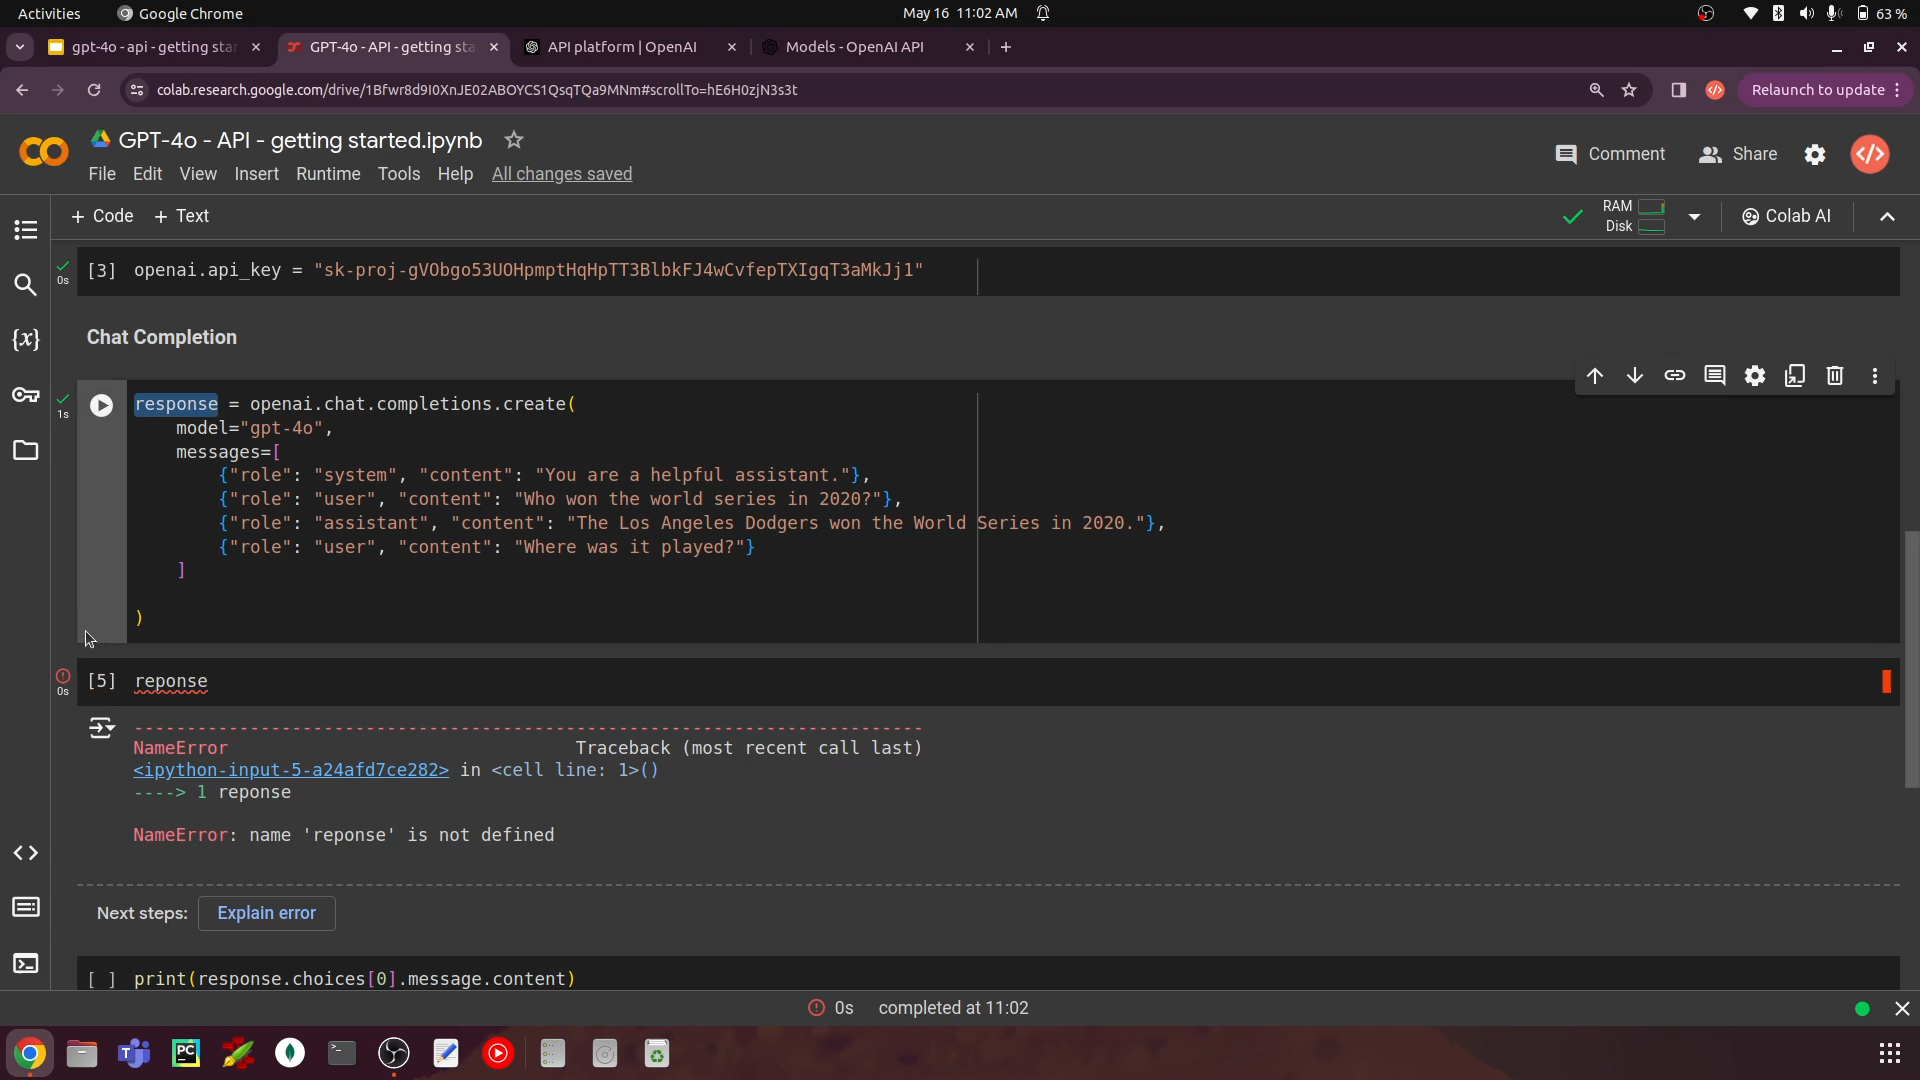 Activities Google Chrome May 16 11:02 AM 63 %
gpt-4o - api - getting star GPT-4o - API - getting sta API platform | OpenAI Models - OpenAI API
colab.research.google.com/drive/1Bfwr8d9I0XnJE02ABOYCS1QsqTQa9MNm#scrollTo=hE6H0zjN3s3t Relaunch to update
GPT-4o - API - getting started.ipynb
Comment Share
File Edit View Insert Runtime Tools Help All changes saved
+ Code + Text RAM Disk Colab AI
[3] openai.api_key = "sk-proj-gVObgo53UOHpmptHqHpTT3BlbkFJ4wCvfepTXIgqT3aMkJj1"
0s
Chat Completion
response = openai.chat.completions.create(
1s
model="gpt-4o",
messages=[
{"role": "system", "content": "You are a helpful assistant."},
{"role": "user", "content": "Who won the world series in 2020?"},
{"role": "assistant", "content": "The Los Angeles Dodgers won the World Series in 2020."},
{"role": "user", "content": "Where was it played?"}
]
)
[5] reponse
0s
---------------------------------------------------------------------------
NameError Traceback (most recent call last)
<ipython-input-5-a24afd7ce282> in <cell line: 1>()
----> 1 reponse
NameError: name 'reponse' is not defined
Next steps: Explain error
[ ] print(response.choices[0].message.content)
0s completed at 11:02